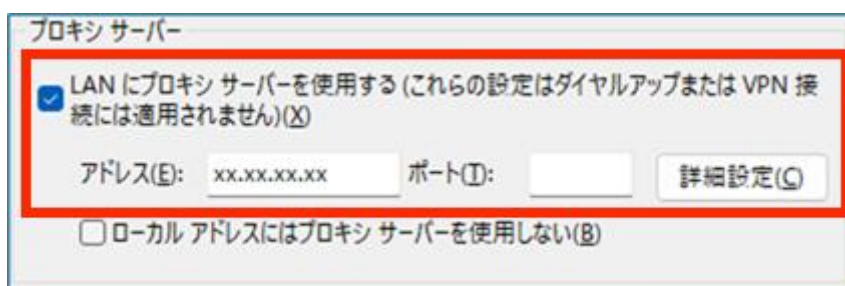 プロキシ サーバー
LAN にプロキシ サーバーを使用する (これらの設定はダイヤルアップまたは VPN 接
続には適用されません)(X)
アドレス(E): xx.xx.xx.xx ポート(T): 詳細設定(C)
ローカル アドレスにはプロキシ サーバーを使用しない(B)